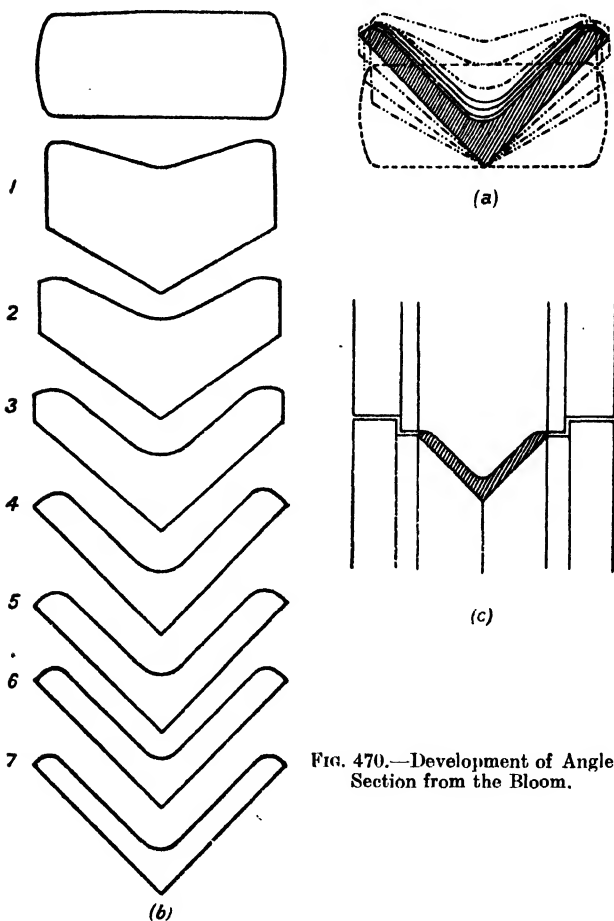 1
2
3
4
5
6
7
(b)
(a)
(c)
FIG. 470.—Development of Angle
Section from the Bloom.